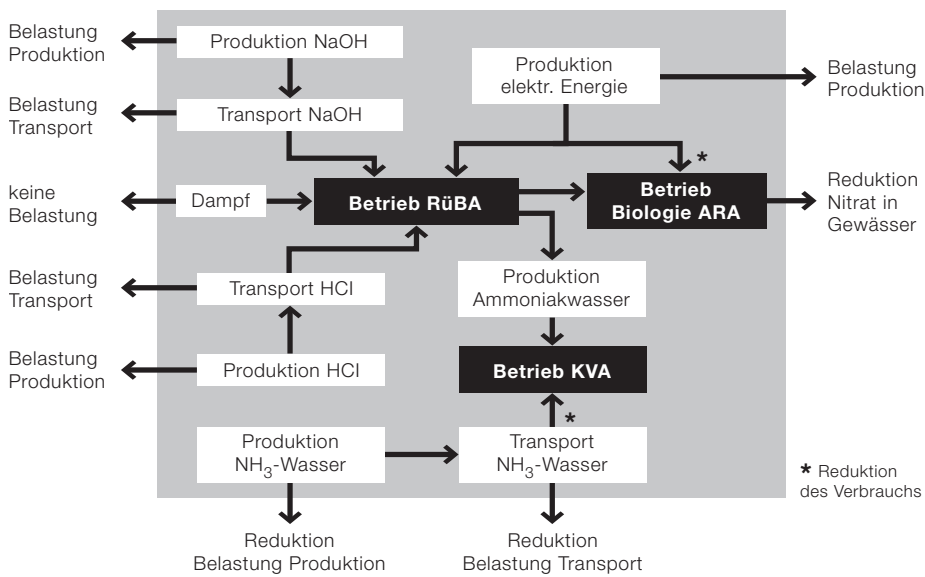 Belastung
Produktion
Produktion NaOH
Produktion
elektr. Energie
Belastung
Produktion
Belastung
Transport
Transport NaOH
*
keine
Belastung
Dampf
Betrieb RüBA
Betrieb
Biologie ARA
Reduktion
Nitrat in
Gewässer
Belastung
Transport
Transport HCl
Produktion
Ammoniakwasser
Belastung
Produktion
Produktion HCl
Betrieb KVA
*
Produktion
NH₃-Wasser
Transport
NH₃-Wasser
* Reduktion
des Verbrauchs
Reduktion
Belastung Produktion
Reduktion
Belastung Transport